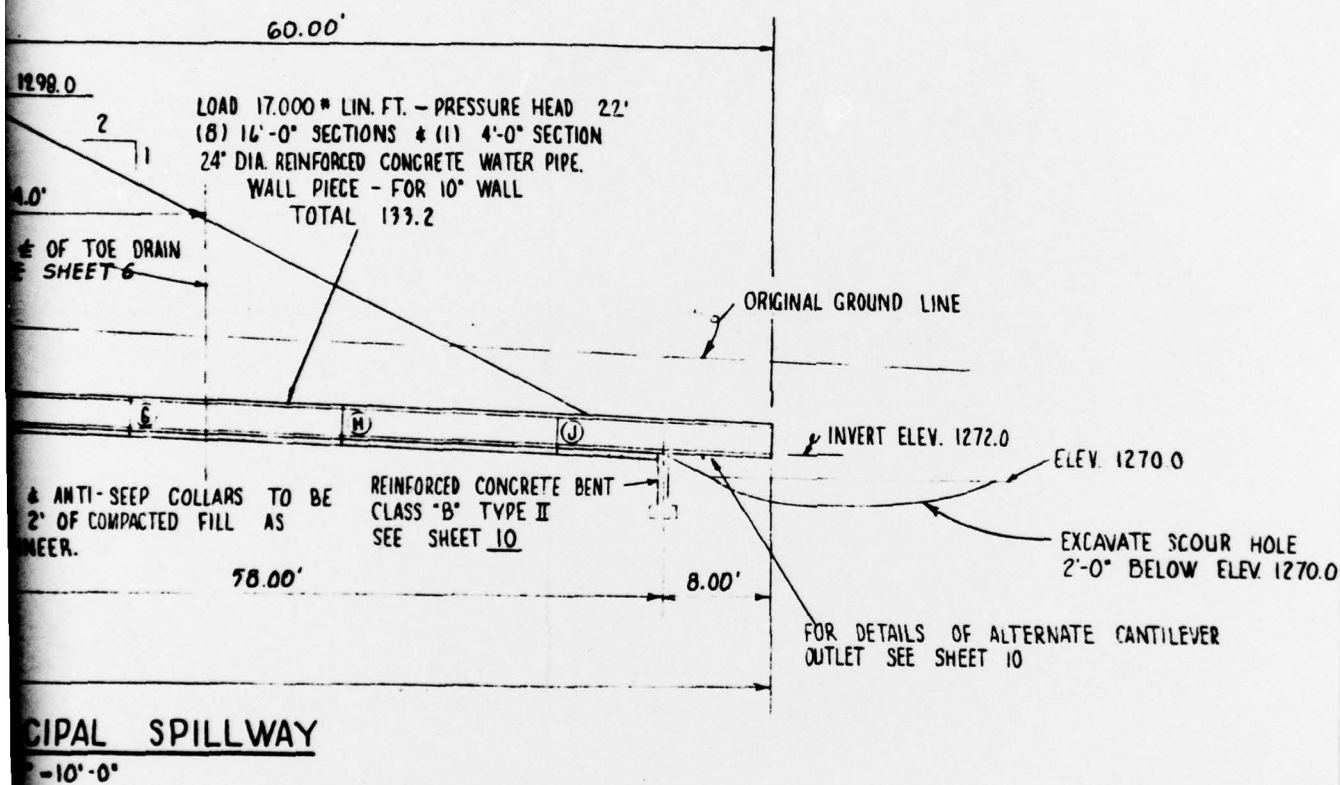 60.00'
1298.0
2
1
LOAD 17.000# LIN. FT. - PRESSURE HEAD 22'
(8) 16'-0" SECTIONS & (1) 4'-0" SECTION
24" DIA. REINFORCED CONCRETE WATER PIPE.
WALL PIECE - FOR 10" WALL
TOTAL 133.2
4.0'
℄ OF TOE DRAIN
SHEET 6
ORIGINAL GROUND LINE
G
H
J
INVERT ELEV. 1272.0
ELEV. 1270.0
& ANTI-SEEP COLLARS TO BE
2' OF COMPACTED FILL AS
NEER.
REINFORCED CONCRETE BENT
CLASS "B" TYPE II
SEE SHEET 10
EXCAVATE SCOUR HOLE
2'-0" BELOW ELEV. 1270.0
58.00'
8.00'
FOR DETAILS OF ALTERNATE CANTILEVER
OUTLET SEE SHEET 10
CIPAL SPILLWAY
=10'-0"